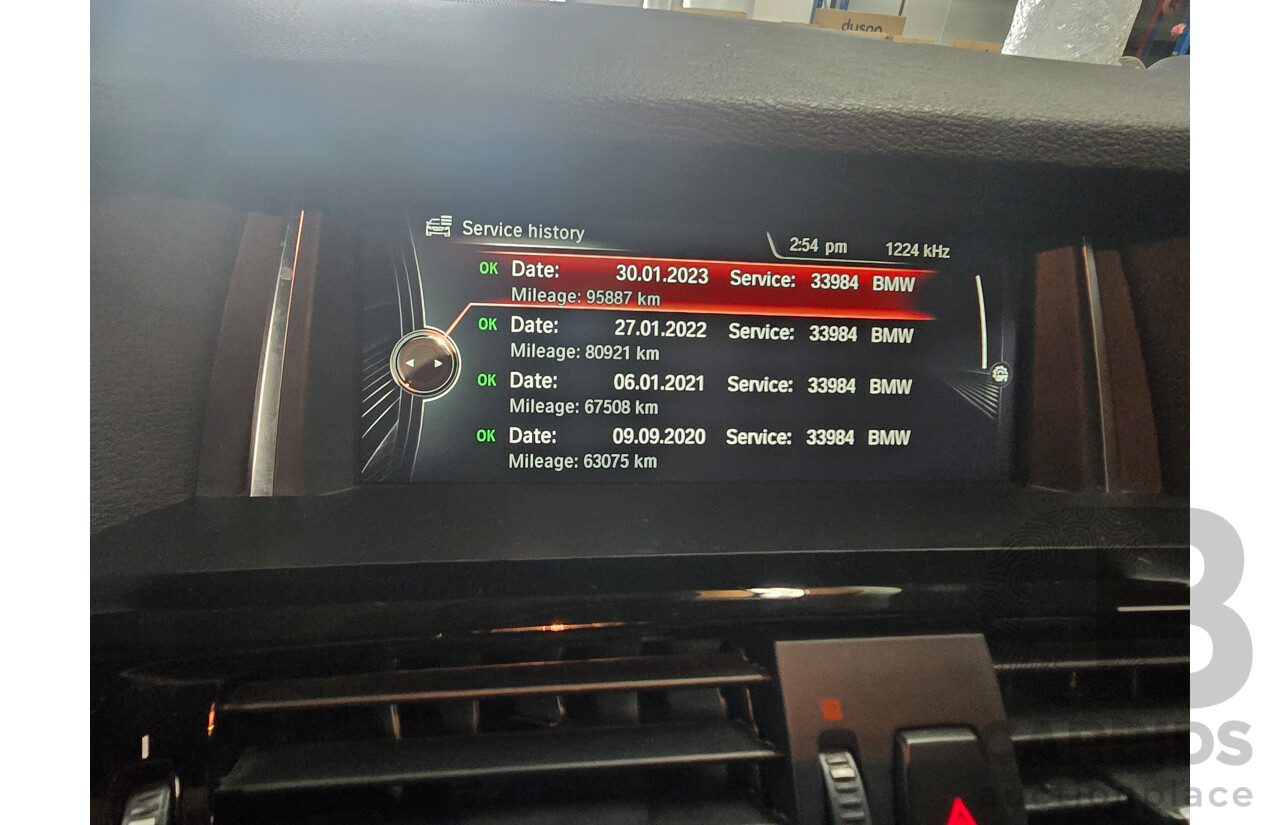 dyson
Service history
2:54 pm 1224 kHz
OK Date: 30.01.2023 Service: 33984 BMW
Mileage: 95887 km
OK Date: 27.01.2022 Service: 33984 BMW
Mileage: 80921 km
OK Date: 06.01.2021 Service: 33984 BMW
Mileage: 67508 km
OK Date: 09.09.2020 Service: 33984 BMW
Mileage: 63075 km